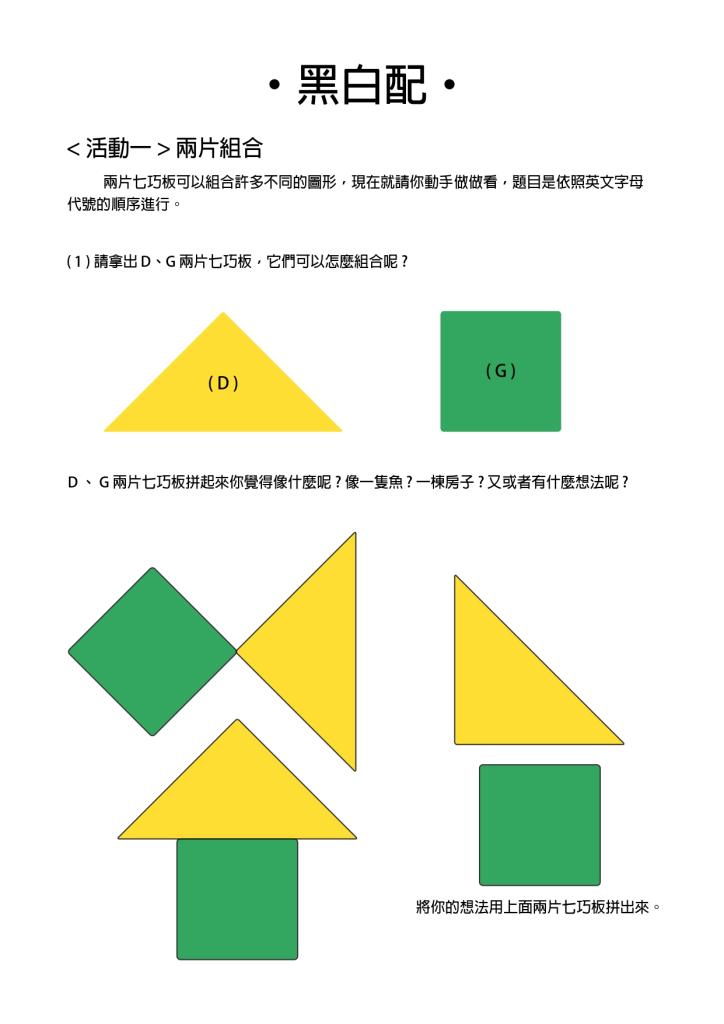 ・黑白配・
< 活動一 > 兩片組合
兩片七巧板可以組合許多不同的圖形，現在就請你動手做做看，題目是依照英文字母
代號的順序進行。
( 1 ) 請拿出 D、G 兩片七巧板，它們可以怎麼組合呢 ?
( D )
( G )
D 、 G 兩片七巧板拼起來你覺得像什麼呢 ? 像一隻魚 ? 一棟房子 ? 又或者有什麼想法呢 ?
將你的想法用上面兩片七巧板拼出來。